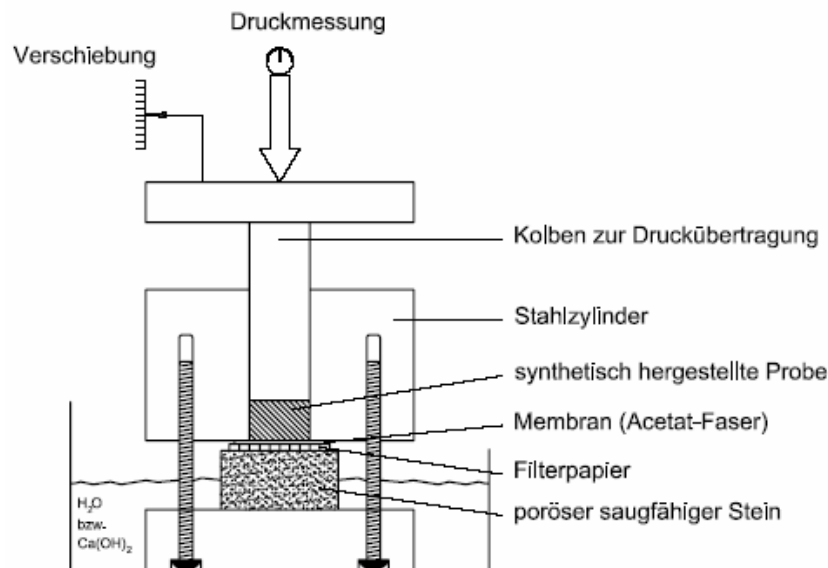 Druckmessung
Verschiebung
Kolben zur Druckübertragung
Stahlzylinder
synthetisch hergestellte Probe
Membran (Acetat-Faser)
Filterpapier
poröser saugfähiger Stein
H₂O
bzw.
Ca(OH)₂